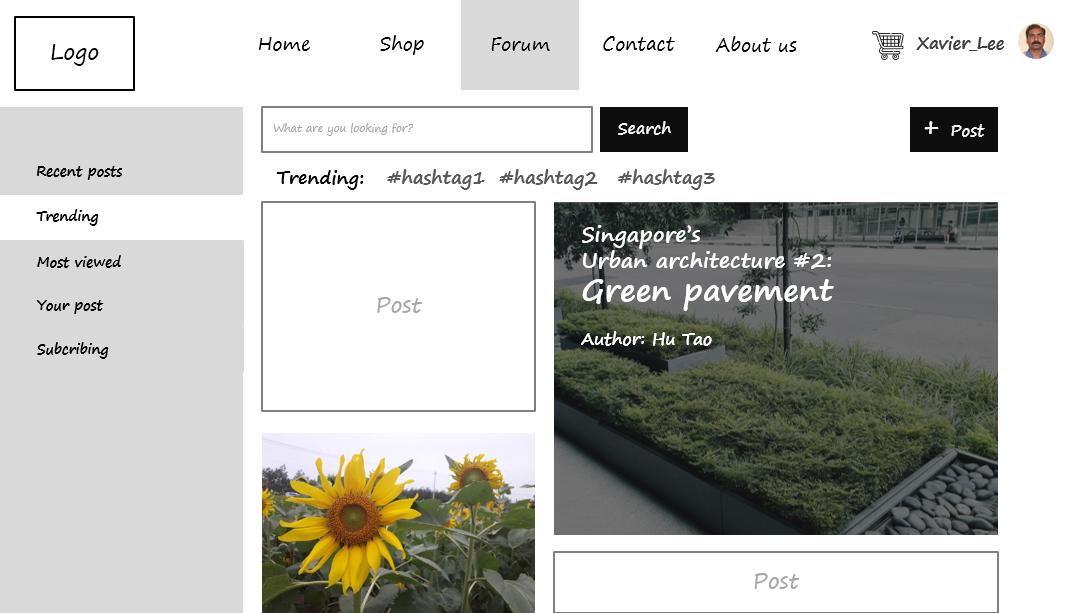 Logo
Home
Shop
Forum
Contact
About us
Xavier_Lee
What are you looking for?
Search
+ Post
Trending: #hashtag1 #hashtag2 #hashtag3
Recent posts
Trending
Most viewed
Your post
Subcribing
Post
Singapore's
Urban architecture #2:
Green pavement
Author: Hu Tao
Post